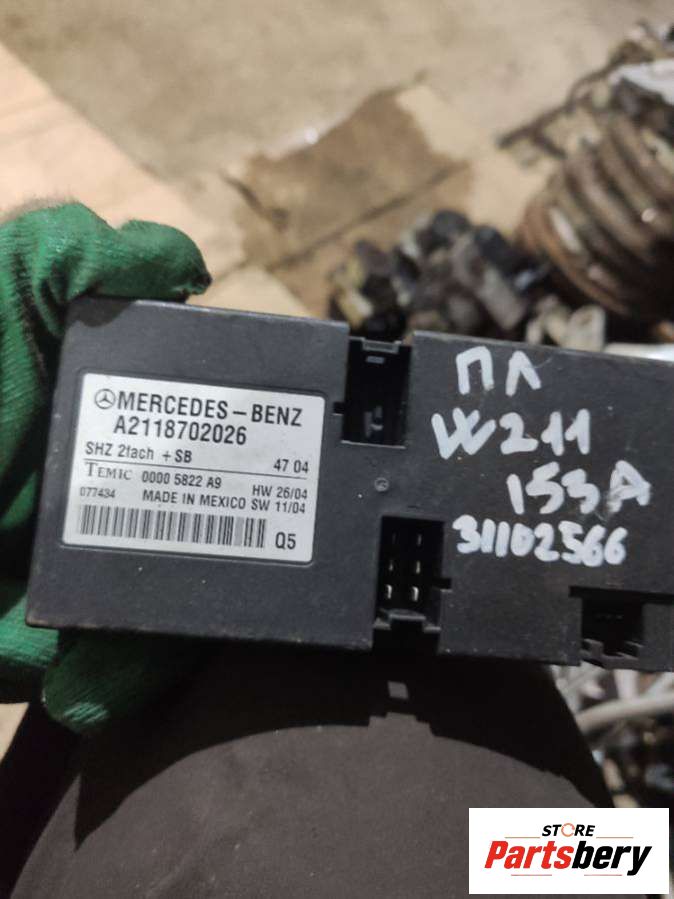 MERCEDES-BENZ
A2118702026
SHZ 2fach +SB
47 04
TEMIC 0000 5822 A9
HW 26/04
077434 MADE IN MEXICO SW 11/04
Q5
ПЛ
W211
153А
31102566
STORE
Partsbery